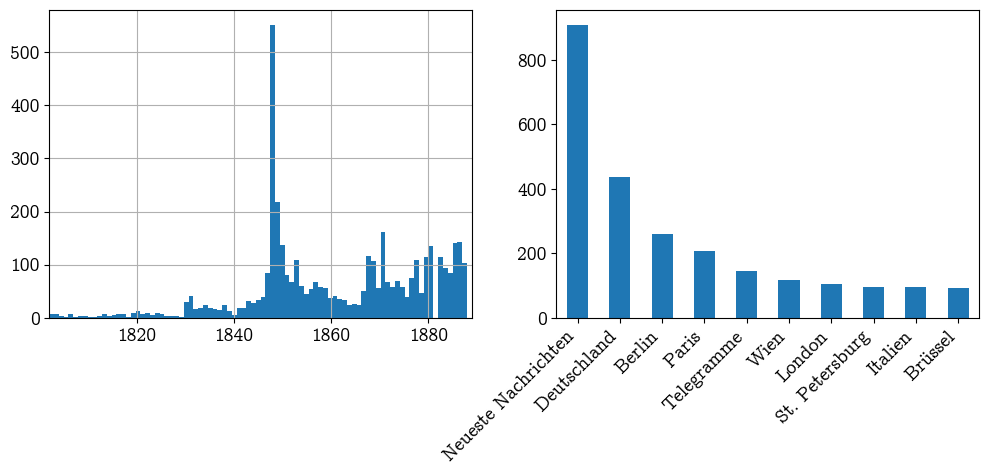 500
400
300
200
100
0
1820 1840 1860 1880
800
600
400
200
0
Neueste Nachrichten
Deutschland
Berlin
Paris
Telegramme
Wien
London
St. Petersburg
Italien
Brüssel